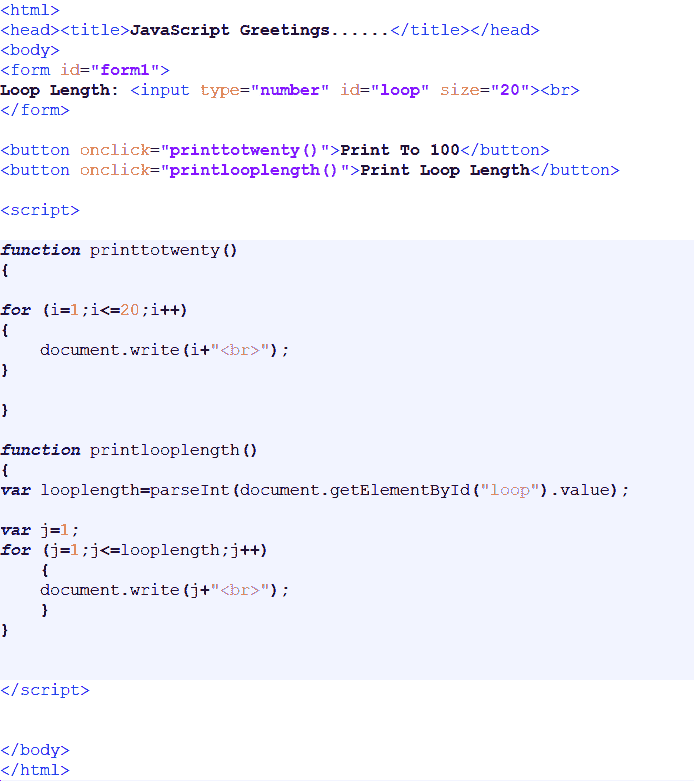 <html>
<head><title>JavaScript Greetings......</title></head>
<body>
<form id="form1">
Loop Length: <input type="number" id="loop" size="20"><br>
</form>

<button onclick="printtotwenty()">Print To 100</button>
<button onclick="printlooplength()">Print Loop Length</button>

<script>

function printtotwenty()
{

for (i=1;i<=20;i++)
{
    document.write(i+"<br>");
}

}

function printlooplength()
{
var looplength=parseInt(document.getElementById("loop").value);

var j=1;
for (j=1;j<=looplength;j++)
    {
    document.write(j+"<br>");
    }
}


</script>


</body>
</html>